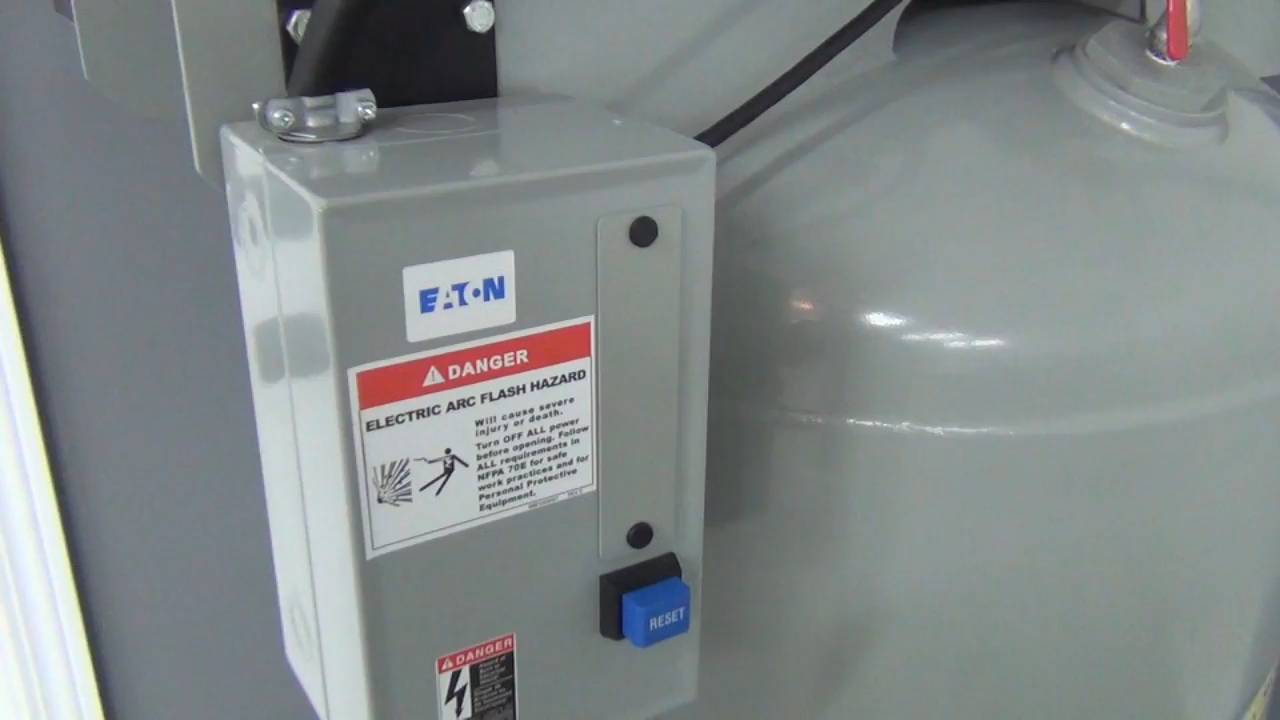 EATON
DANGER
ELECTRIC ARC FLASH HAZARD
Will cause severe
injury or death.
Turn OFF ALL power
before opening. Follow
ALL requirements in
NFPA 70E for safe
work practices and for
Personal Protective
Equipment.
RESET
DANGER